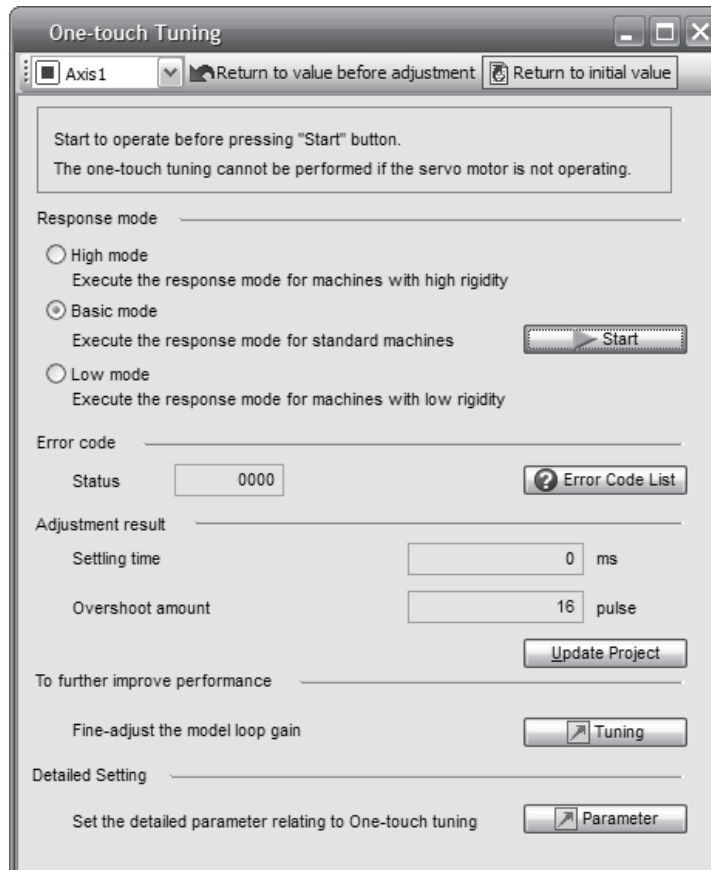 One-touch Tuning
Axis1 Return to value before adjustment Return to initial value
Start to operate before pressing "Start" button.
The one-touch tuning cannot be performed if the servo motor is not operating.
Response mode
High mode
Execute the response mode for machines with high rigidity
Basic mode
Execute the response mode for standard machines Start
Low mode
Execute the response mode for machines with low rigidity
Error code
Status 0000 Error Code List
Adjustment result
Settling time 0 ms
Overshoot amount 16 pulse
Update Project
To further improve performance
Fine-adjust the model loop gain Tuning
Detailed Setting
Set the detailed parameter relating to One-touch tuning Parameter